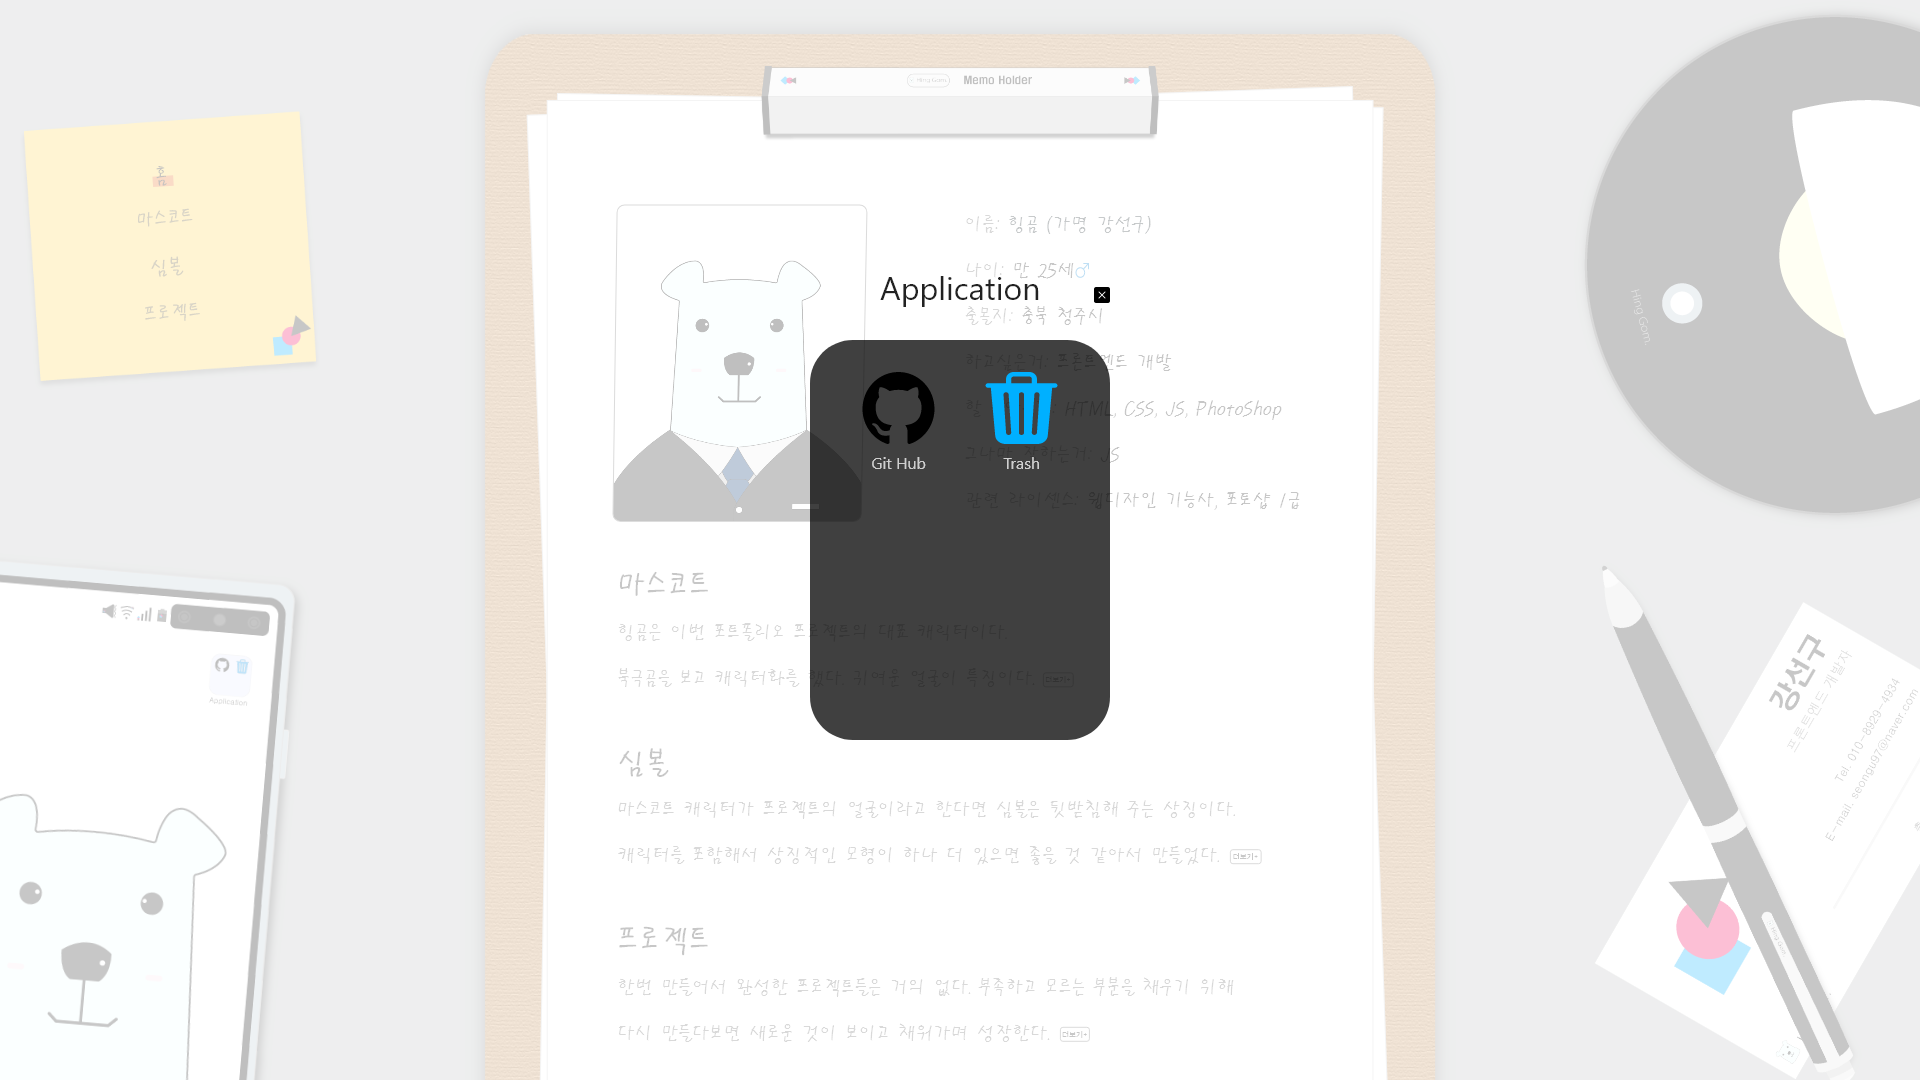 Memo Holder
홈
마스코트
심볼
프로젝트
이름: 힝곰 (가명 강선구)
나이: 만 25세♂
출몰지: 충북 청주시
하고싶은거: 프론트엔드 개발
HTML, CSS, JS, PhotoShop
그나마 잘하는거: JS
관련 라이센스: 웹디자인 기능사, 포토샵 1급
Application
Git Hub
Trash
마스코트
힝곰은 이번 포트폴리오 프로젝트의 대표 캐릭터이다
북극곰을 보고 캐릭터화를 했다 귀여운 얼굴이 특징이다. 더보기+
심볼
마스코트 캐릭터가 프로젝트의 얼굴이라고 한다면 심볼은 뒷받침해 주는 상징이다.
캐릭터를 포함해서 상징적인 모형이 하나 더 있으면 좋을 것 같아서 만들었다. 더보기+
프로젝트
한번 만들어서 완성한 프로젝트들은 거의 없다. 부족하고 모르는 부분을 채우기 위해
다시 만들다보면 새로운 것이 보이고 채워가며 성장한다. 더보기+
Application
Hing Gom.
강선구
프론트엔드 개발자
Tel. 010-8929-4934
E-mail. seongu97@naver.com